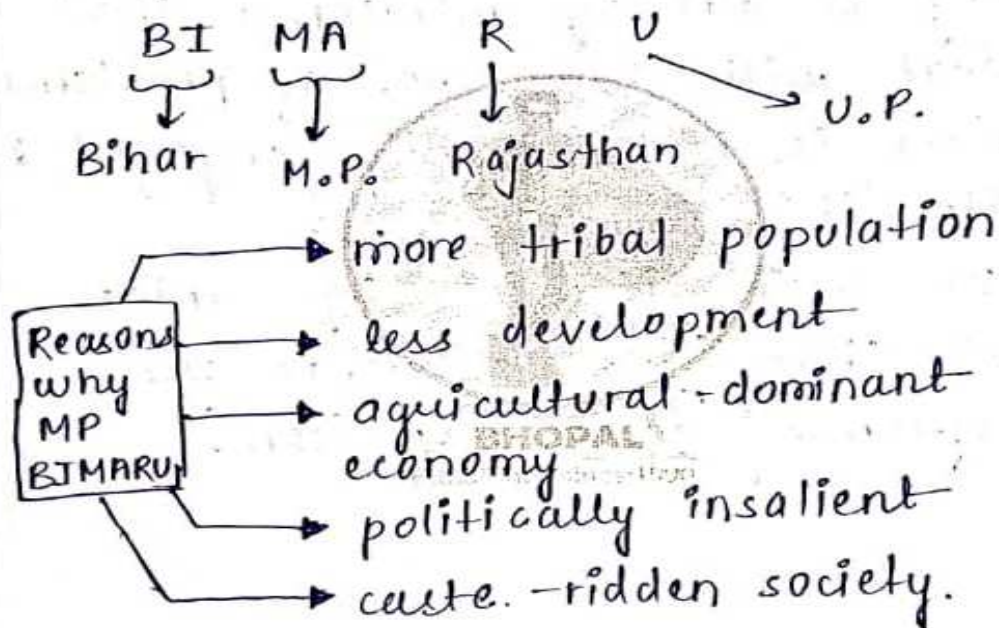 BI MA R U
Bihar M.P. Rajasthan U.P.
more tribal population
Reasons why MP BIMARU
less development
agricultural-dominant
economy
BHOPAL
politically insalient
caste.-ridden society.